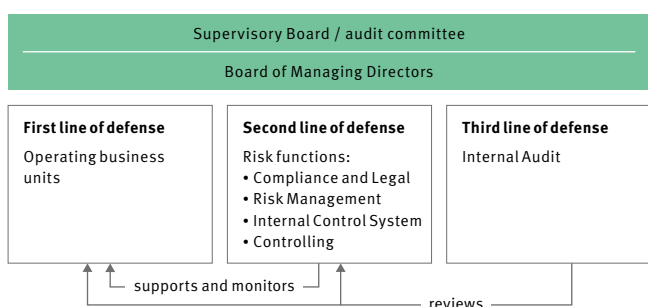 Supervisory Board / audit committee
Board of Managing Directors
First line of defense
Operating business
units
Second line of defense
Risk functions:
• Compliance and Legal
• Risk Management
• Internal Control System
• Controlling
Third line of defense
Internal Audit
supports and monitors
reviews